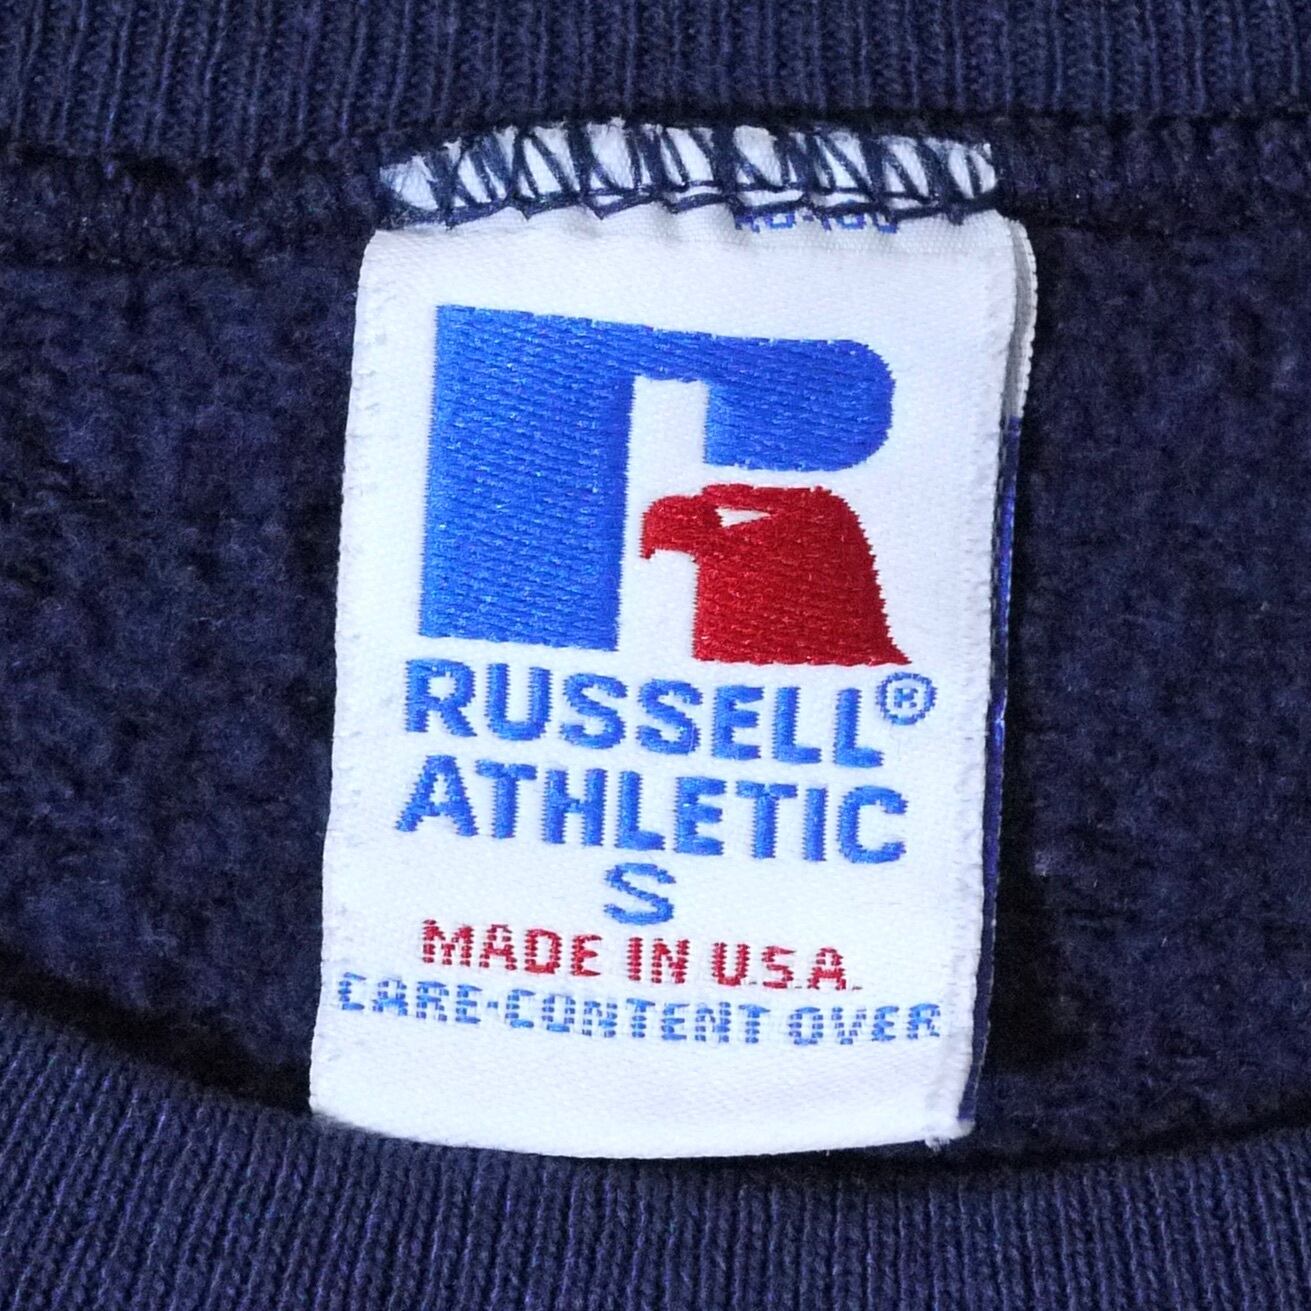 RUSSELL®
ATHLETIC
S
MADE IN U.S.A.
CARE-CONTENT OVER